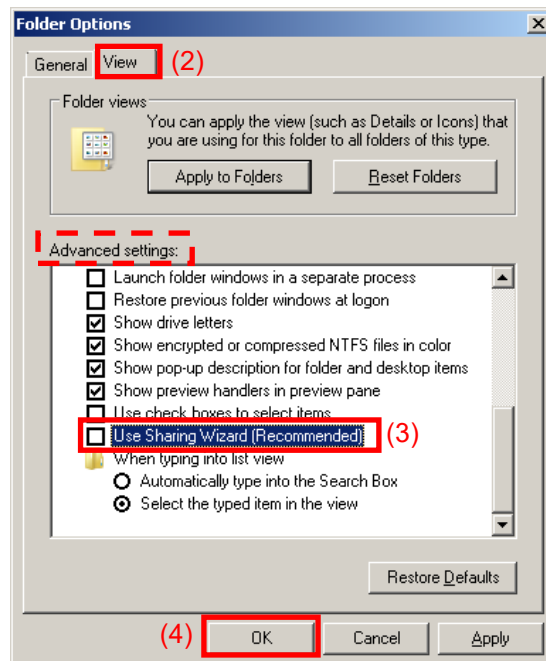 Folder Options
General View (2)
Folder views
You can apply the view (such as Details or Icons) that
you are using for this folder to all folders of this type.
Apply to Folders Reset Folders
Advanced settings:
Launch folder windows in a separate process
Restore previous folder windows at logon
Show drive letters
Show encrypted or compressed NTFS files in color
Show pop-up description for folder and desktop items
Show preview handlers in preview pane
Use check boxes to select items
Use Sharing Wizard (Recommended) (3)
When typing into list view
Automatically type into the Search Box
Select the typed item in the view
Restore Defaults
(4) OK Cancel Apply